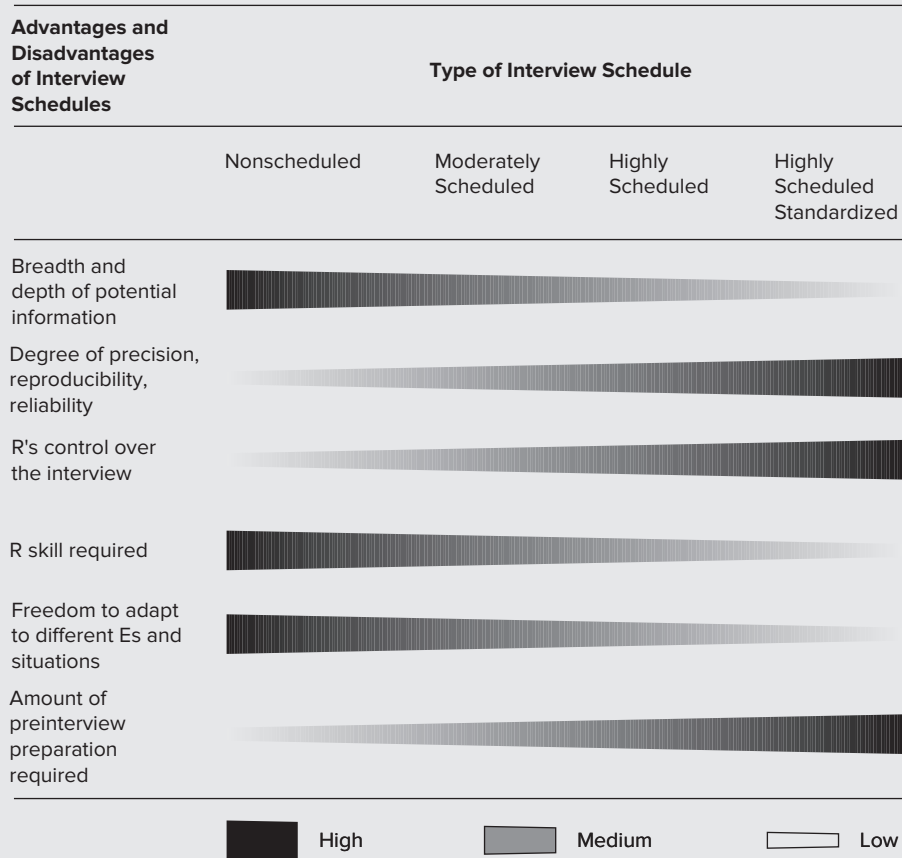 Advantages and
Disadvantages
of Interview
Schedules
Type of Interview Schedule
Nonscheduled
Moderately
Scheduled
Highly
Scheduled
Highly
Scheduled
Standardized
Breadth and
depth of potential
information
Degree of precision,
reproducibility,
reliability
R's control over
the interview
R skill required
Freedom to adapt
to different Es and
situations
Amount of
preinterview
preparation
required
High
Medium
Low